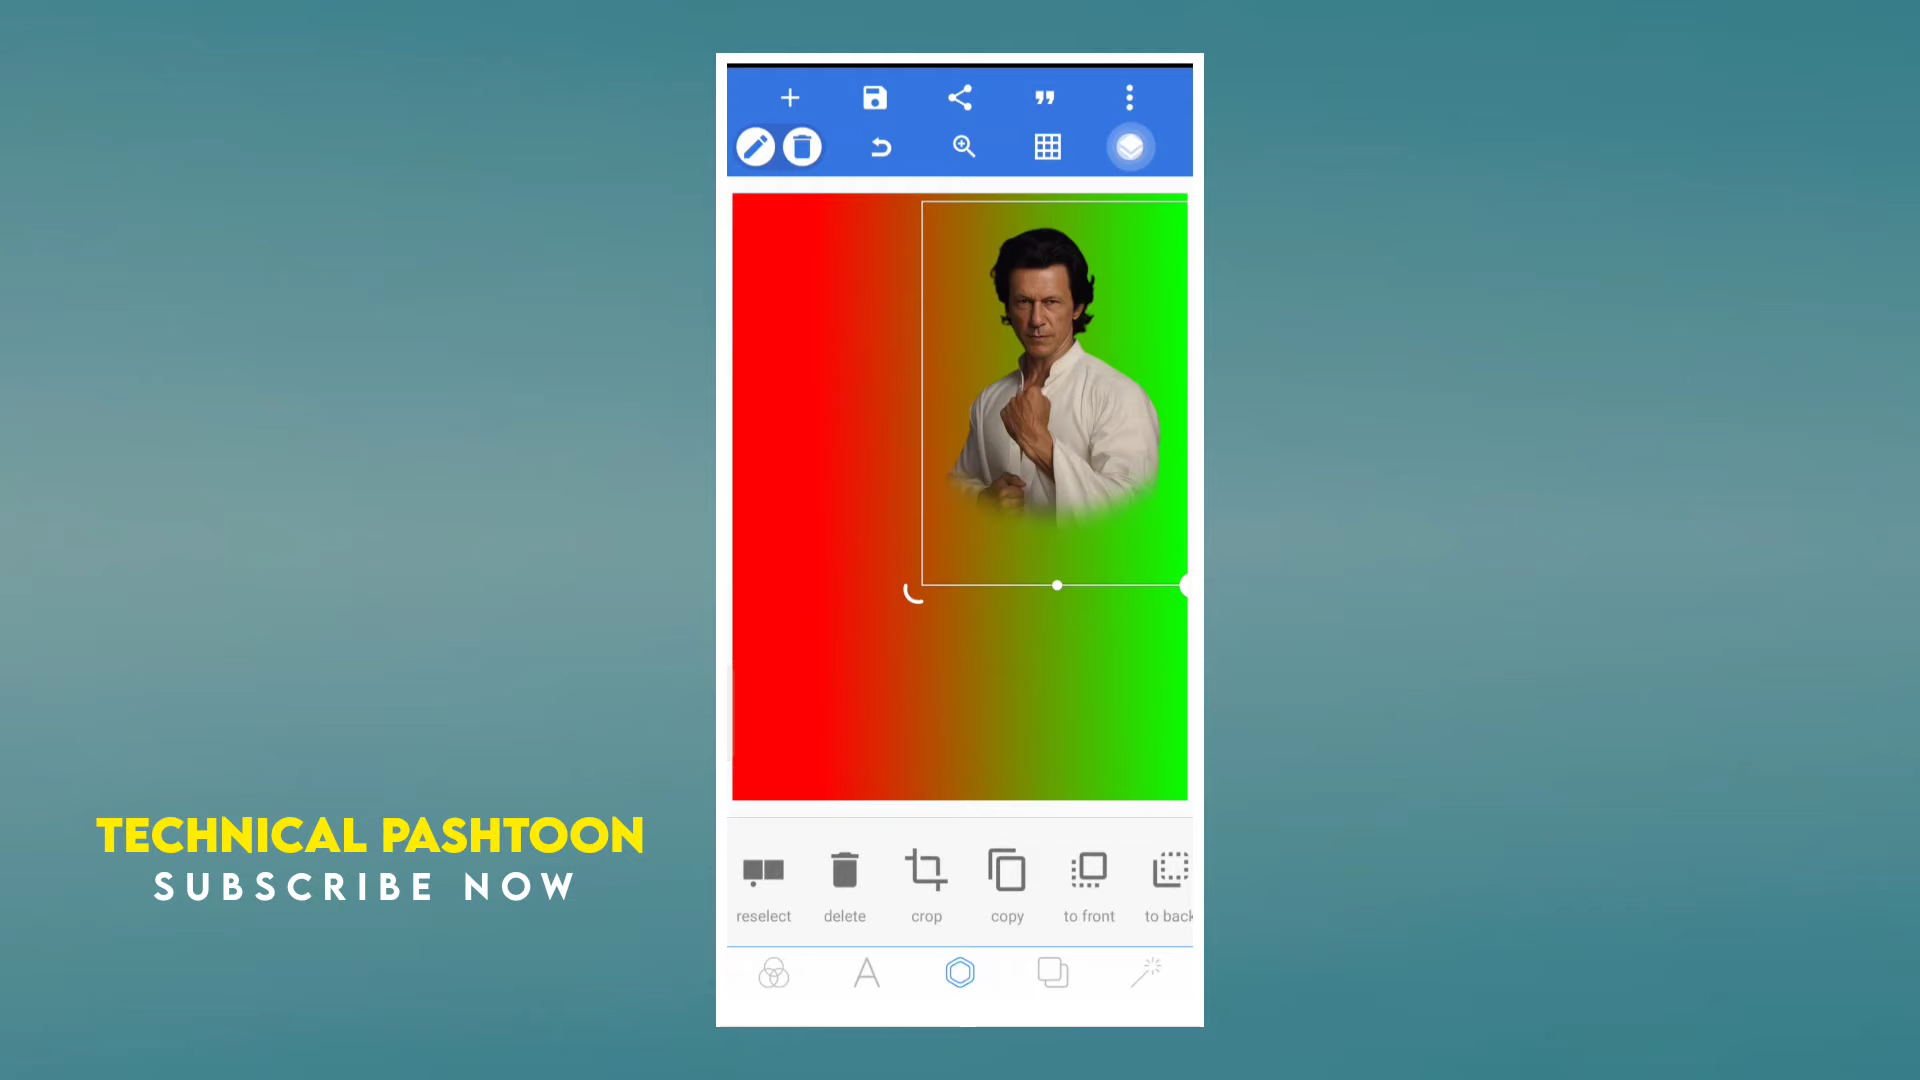 TECHNICAL PASHTOON
SUBSCRIBE NOW
reselect
delete
crop
copy
to front
to back